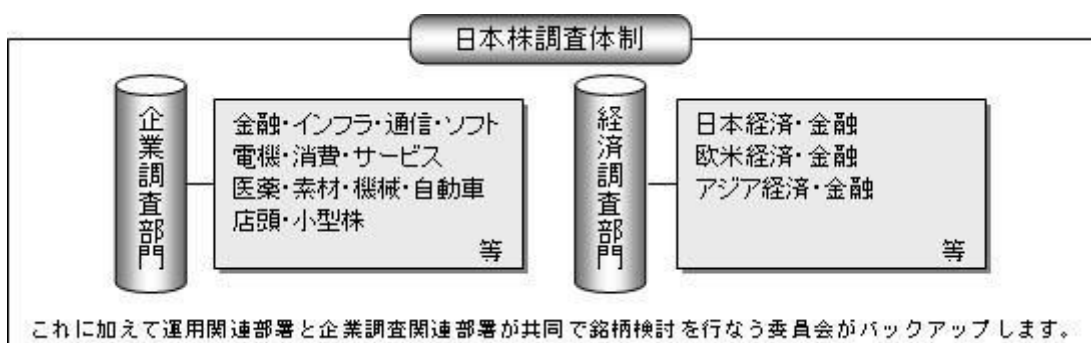 日本株調査体制
企業調査部門
金融・インフラ・通信・ソフト
電機・消費・サービス
医薬・素材・機械・自動車
店頭・小型株
等
経済調査部門
日本経済・金融
欧米経済・金融
アジア経済・金融
等
これに加えて運用関連部署と企業調査関連部署が共同で銘柄検討を行なう委員会がバックアップします。